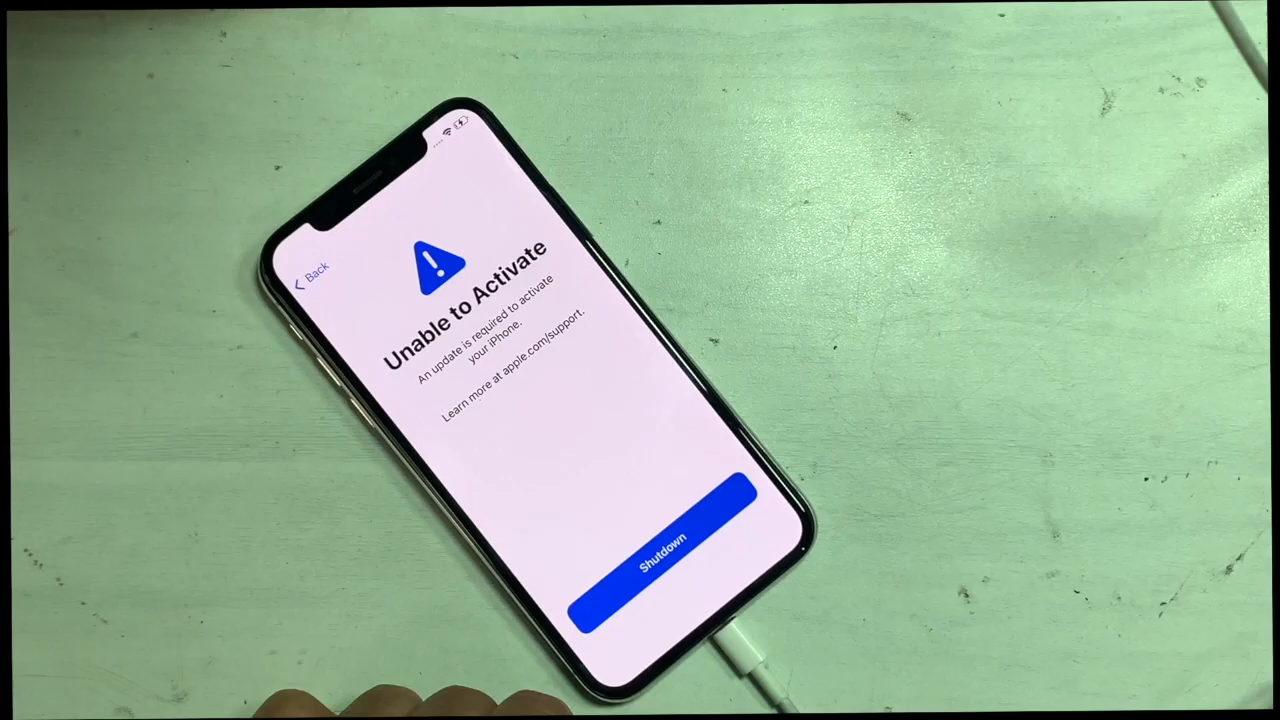 Back
Unable to Activate
An update is required to activate
your iPhone.
Learn more at apple.com/support.
Shutdown